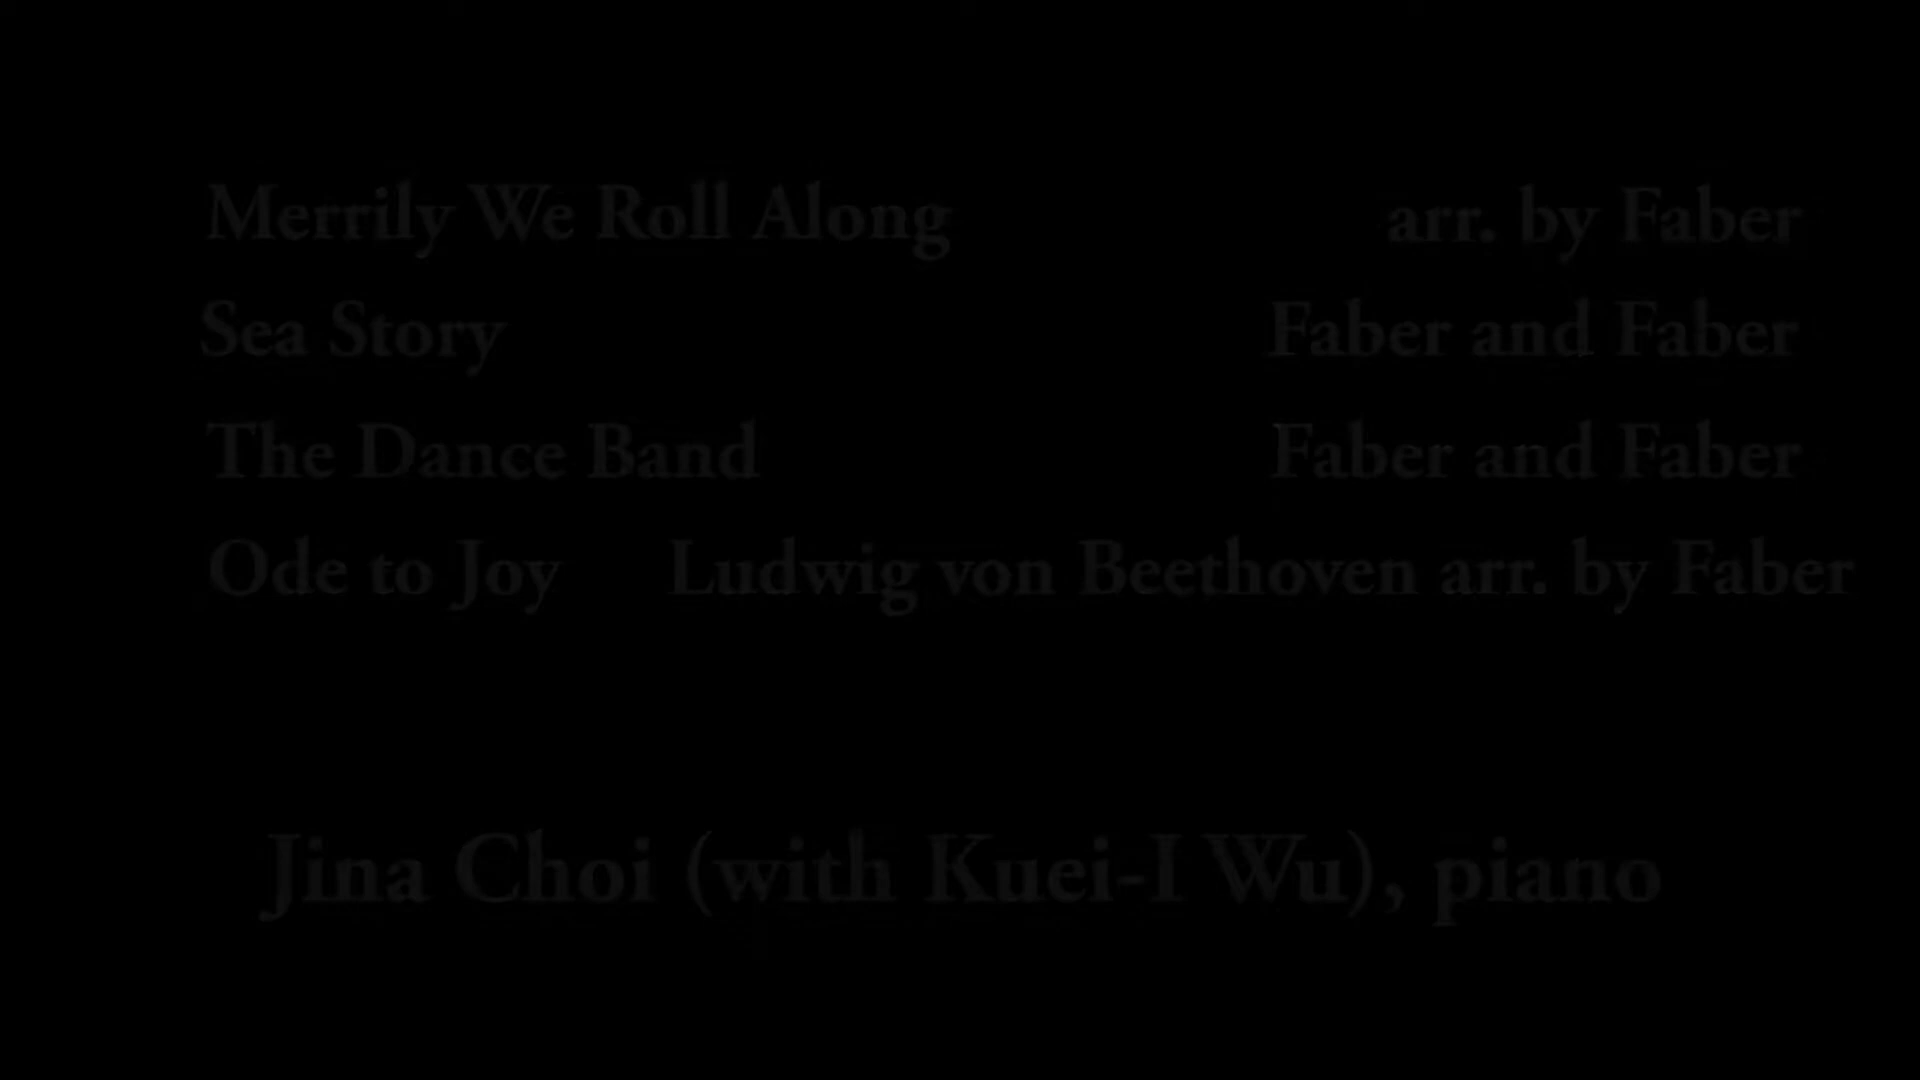 Merrily We Roll Along arr. by Faber
Sea Story Faber and Faber
The Dance Band Faber and Faber
Ode to Joy Ludwig von Beethoven arr. by Faber
Jina Choi (with Kuei-I Wu), piano